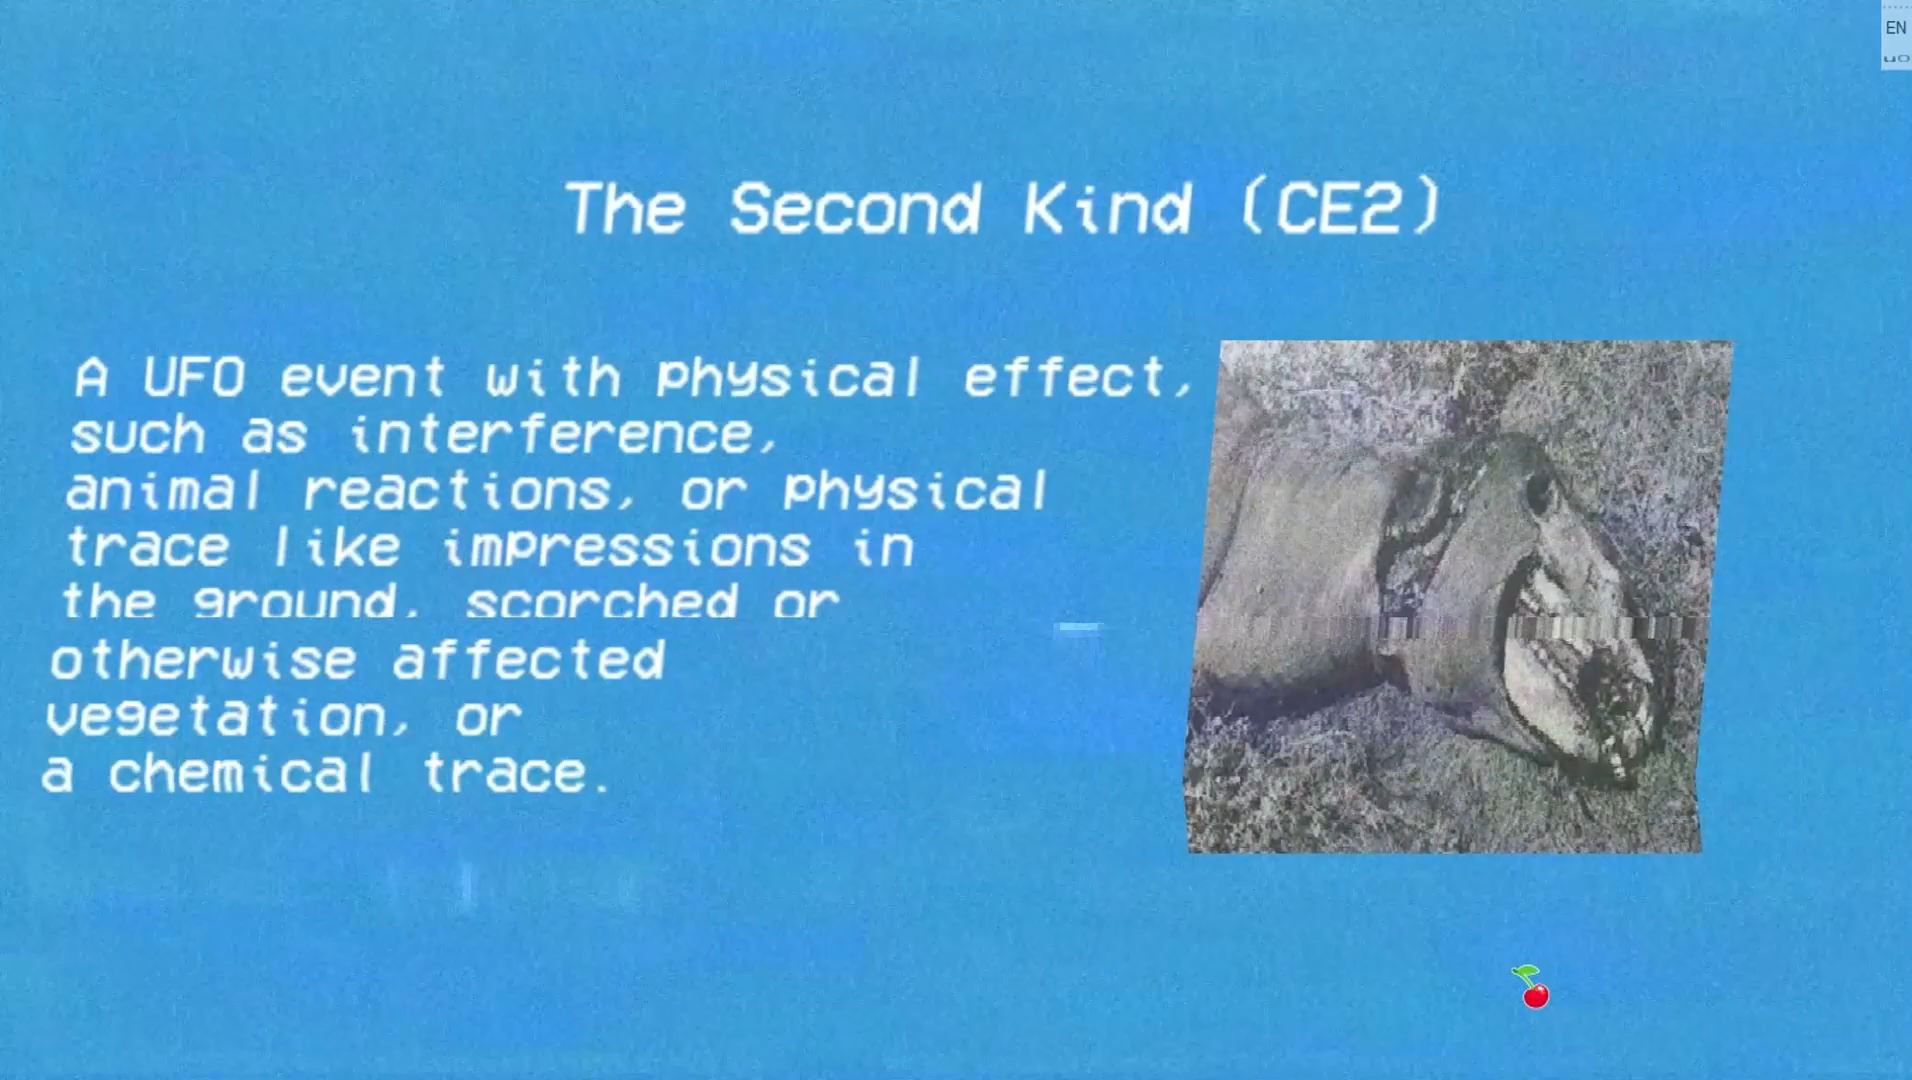 EN
The Second Kind (CE2)
A UFO event with physical effect,
such as interference,
animal reactions, or physical
trace like impressions in
the ground, scorched or
otherwise affected
vegetation, or
a chemical trace.